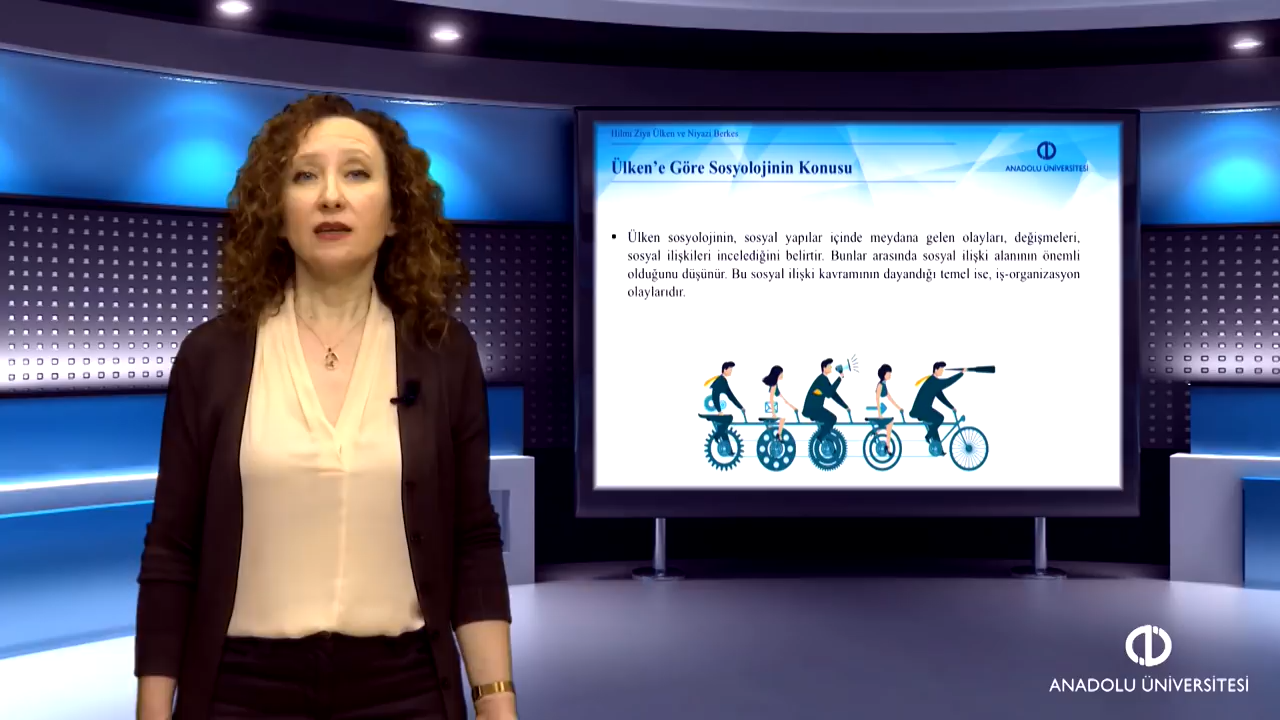 Hilmi Ziya Ülken ve Niyazi Berkes
Ülken’e Göre Sosyolojinin Konusu
ANADOLU ÜNİVERSİTESİ
▪ Ülken sosyolojinin, sosyal yapılar içinde meydana gelen olayları, değişmeleri,
sosyal ilişkileri incelediğini belirtir. Bunlar arasında sosyal ilişki alanının önemli
olduğunu düşünür. Bu sosyal ilişki kavramının dayandığı temel ise, iş-organizasyon
olaylarıdır.
ANADOLU ÜNİVERSİTESİ